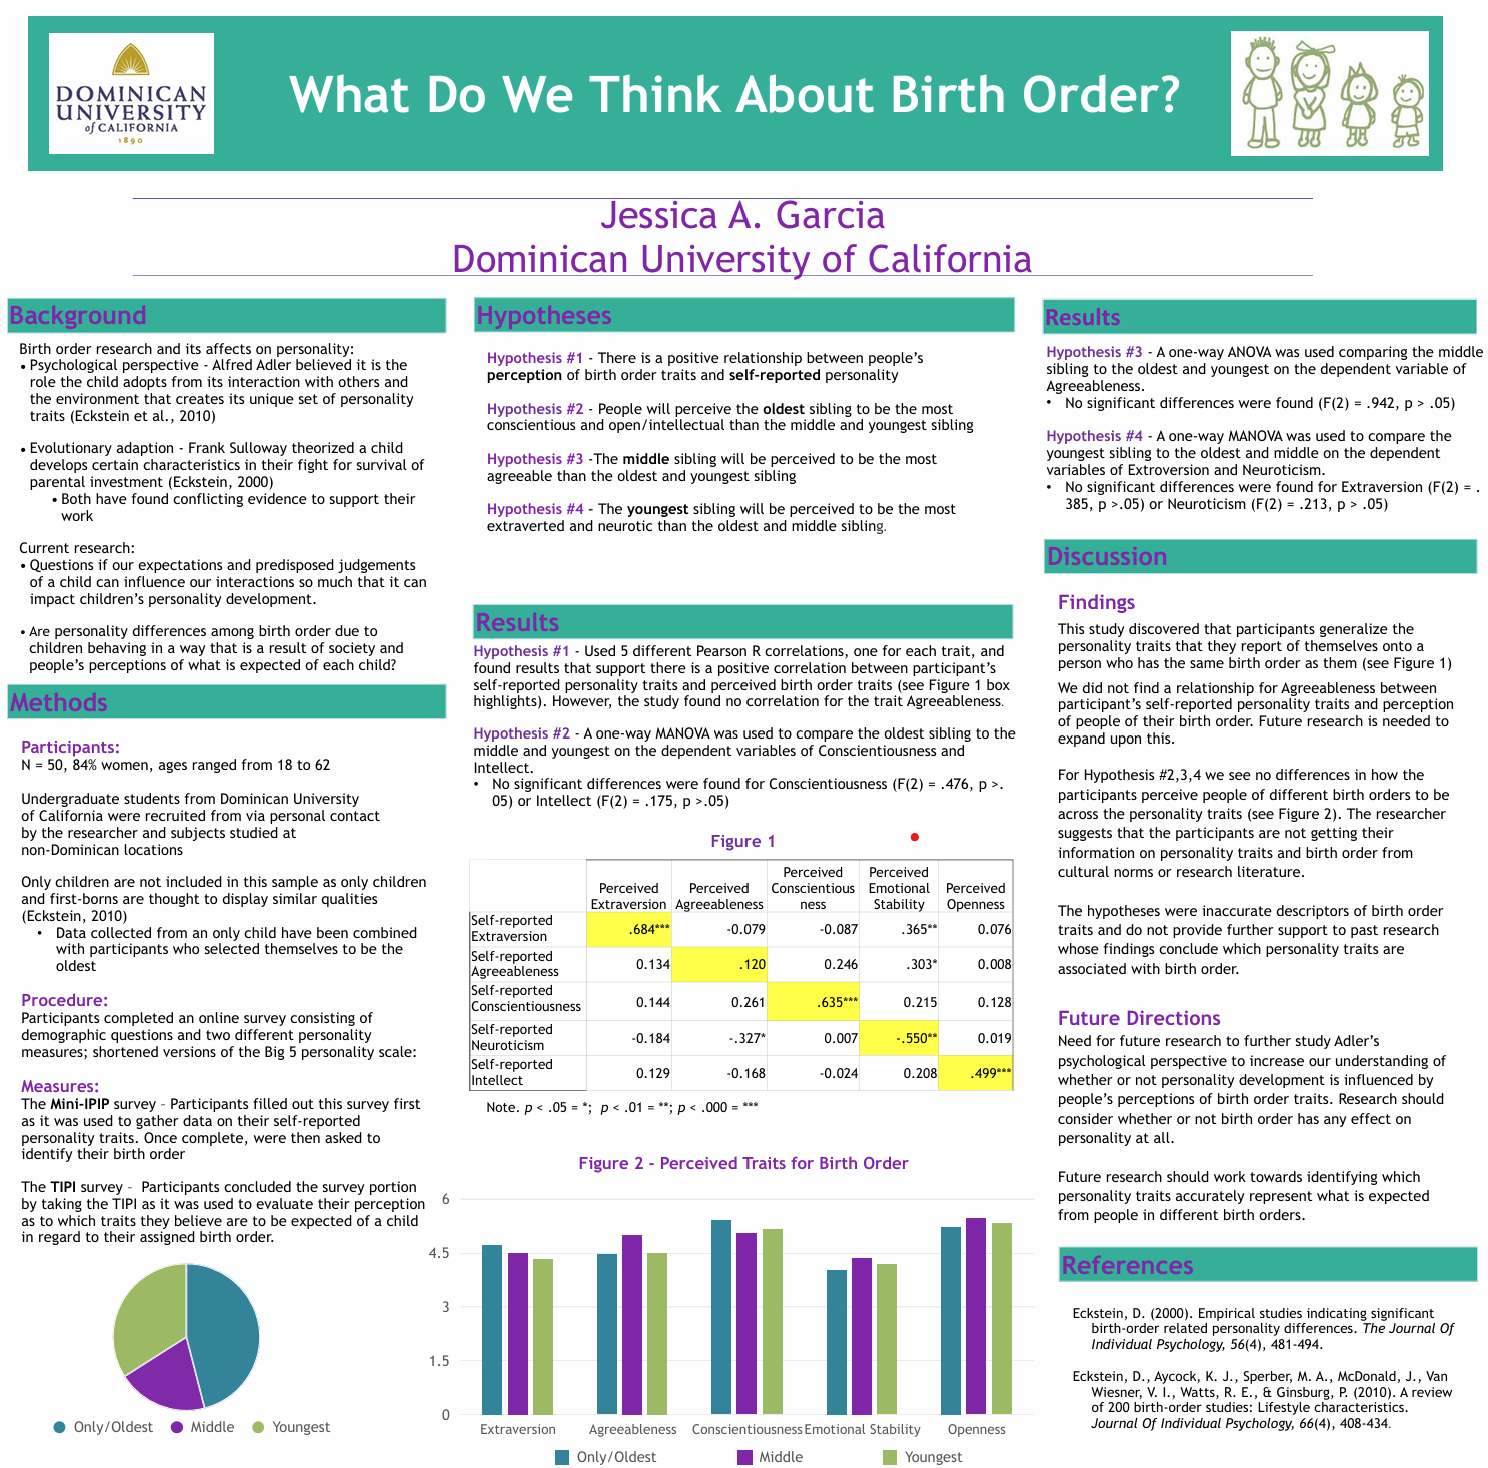 DOMINICAN
UNIVERSITY
of CALIFORNIA
1890
What Do We Think About Birth Order?
Jessica A. Garcia
Dominican University of California
Background
Birth order research and its affects on personality:
• Psychological perspective - Alfred Adler believed it is the
role the child adopts from its interaction with others and
the environment that creates its unique set of personality
traits (Eckstein et al., 2010)
• Evolutionary adaption - Frank Sulloway theorized a child
develops certain characteristics in their fight for survival of
parental investment (Eckstein, 2000)
• Both have found conflicting evidence to support their
work
Current research:
• Questions if our expectations and predisposed judgements
of a child can influence our interactions so much that it can
impact children's personality development.
• Are personality differences among birth order due to
children behaving in a way that is a result of society and
people's perceptions of what is expected of each child?
Methods
Participants:
N = 50, 84% women, ages ranged from 18 to 62
Undergraduate students from Dominican University
of California were recruited from via personal contact
by the researcher and subjects studied at
non-Dominican locations
Only children are not included in this sample as only children
and first-borns are thought to display similar qualities
(Eckstein, 2010)
• Data collected from an only child have been combined
with participants who selected themselves to be the
oldest
Procedure:
Participants completed an online survey consisting of
demographic questions and two different personality
measures; shortened versions of the Big 5 personality scale:
Measures:
The Mini-IPIP survey – Participants filled out this survey first
as it was used to gather data on their self-reported
personality traits. Once complete, were then asked to
identify their birth order
The TIPI survey – Participants concluded the survey portion
by taking the TIPI as it was used to evaluate their perception
as to which traits they believe are to be expected of a child
in regard to their assigned birth order.
Only/Oldest Middle Youngest
Hypotheses
Hypothesis #1 - There is a positive relationship between people's
perception of birth order traits and self-reported personality
Hypothesis #2 - People will perceive the oldest sibling to be the most
conscientious and open/intellectual than the middle and youngest sibling
Hypothesis #3 -The middle sibling will be perceived to be the most
agreeable than the oldest and youngest sibling
Hypothesis #4 - The youngest sibling will be perceived to be the most
extraverted and neurotic than the oldest and middle sibling.
Results
Hypothesis #1 - Used 5 different Pearson R correlations, one for each trait, and
found results that support there is a positive correlation between participant's
self-reported personality traits and perceived birth order traits (see Figure 1 box
highlights). However, the study found no correlation for the trait Agreeableness.
Hypothesis #2 - A one-way MANOVA was used to compare the oldest sibling to the
middle and youngest on the dependent variables of Conscientiousness and
Intellect.
• No significant differences were found for Conscientiousness (F(2) = .476, p >.
05) or Intellect (F(2) = .175, p >.05)
Figure 1
Perceived Extraversion Perceived Agreeableness Perceived Conscientious ness Perceived Emotional Stability Perceived Openness
Self-reported Extraversion .684*** -0.079 -0.087 .365** 0.076
Self-reported Agreeableness 0.134 .120 0.246 .303* 0.008
Self-reported Conscientiousness 0.144 0.261 .635*** 0.215 0.128
Self-reported Neuroticism -0.184 -.327* 0.007 -.550** 0.019
Self-reported Intellect 0.129 -0.168 -0.024 0.208 .499***
Note. p < .05 = *; p < .01 = **; p < .000 = ***
Figure 2 - Perceived Traits for Birth Order
6
4.5
3
1.5
0
Extraversion Agreeableness Conscientiousness Emotional Stability Openness
Only/Oldest Middle Youngest
Results
Hypothesis #3 - A one-way ANOVA was used comparing the middle
sibling to the oldest and youngest on the dependent variable of
Agreeableness.
• No significant differences were found (F(2) = .942, p > .05)
Hypothesis #4 - A one-way MANOVA was used to compare the
youngest sibling to the oldest and middle on the dependent
variables of Extroversion and Neuroticism.
• No significant differences were found for Extraversion (F(2) = .
385, p >.05) or Neuroticism (F(2) = .213, p > .05)
Discussion
Findings
This study discovered that participants generalize the
personality traits that they report of themselves onto a
person who has the same birth order as them (see Figure 1)
We did not find a relationship for Agreeableness between
participant's self-reported personality traits and perception
of people of their birth order. Future research is needed to
expand upon this.
For Hypothesis #2,3,4 we see no differences in how the
participants perceive people of different birth orders to be
across the personality traits (see Figure 2). The researcher
suggests that the participants are not getting their
information on personality traits and birth order from
cultural norms or research literature.
The hypotheses were inaccurate descriptors of birth order
traits and do not provide further support to past research
whose findings conclude which personality traits are
associated with birth order.
Future Directions
Need for future research to further study Adler's
psychological perspective to increase our understanding of
whether or not personality development is influenced by
people's perceptions of birth order traits. Research should
consider whether or not birth order has any effect on
personality at all.
Future research should work towards identifying which
personality traits accurately represent what is expected
from people in different birth orders.
References
Eckstein, D. (2000). Empirical studies indicating significant
birth-order related personality differences. The Journal Of
Individual Psychology, 56(4), 481-494.
Eckstein, D., Aycock, K. J., Sperber, M. A., McDonald, J., Van
Wiesner, V. I., Watts, R. E., & Ginsburg, P. (2010). A review
of 200 birth-order studies: Lifestyle characteristics.
Journal Of Individual Psychology, 66(4), 408-434.